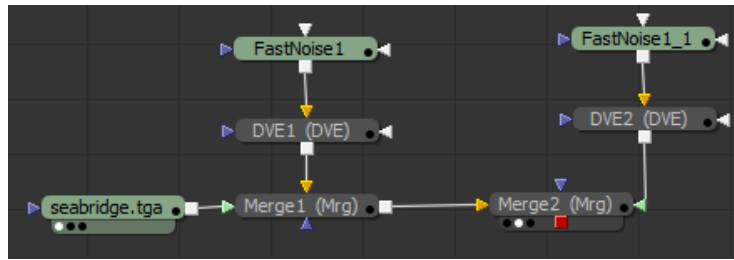 FastNoise1
FastNoise1_1
DVE1 (DVE)
DVE2 (DVE)
seabridge.tga
Merge1 (Mrg)
Merge2 (Mrg)